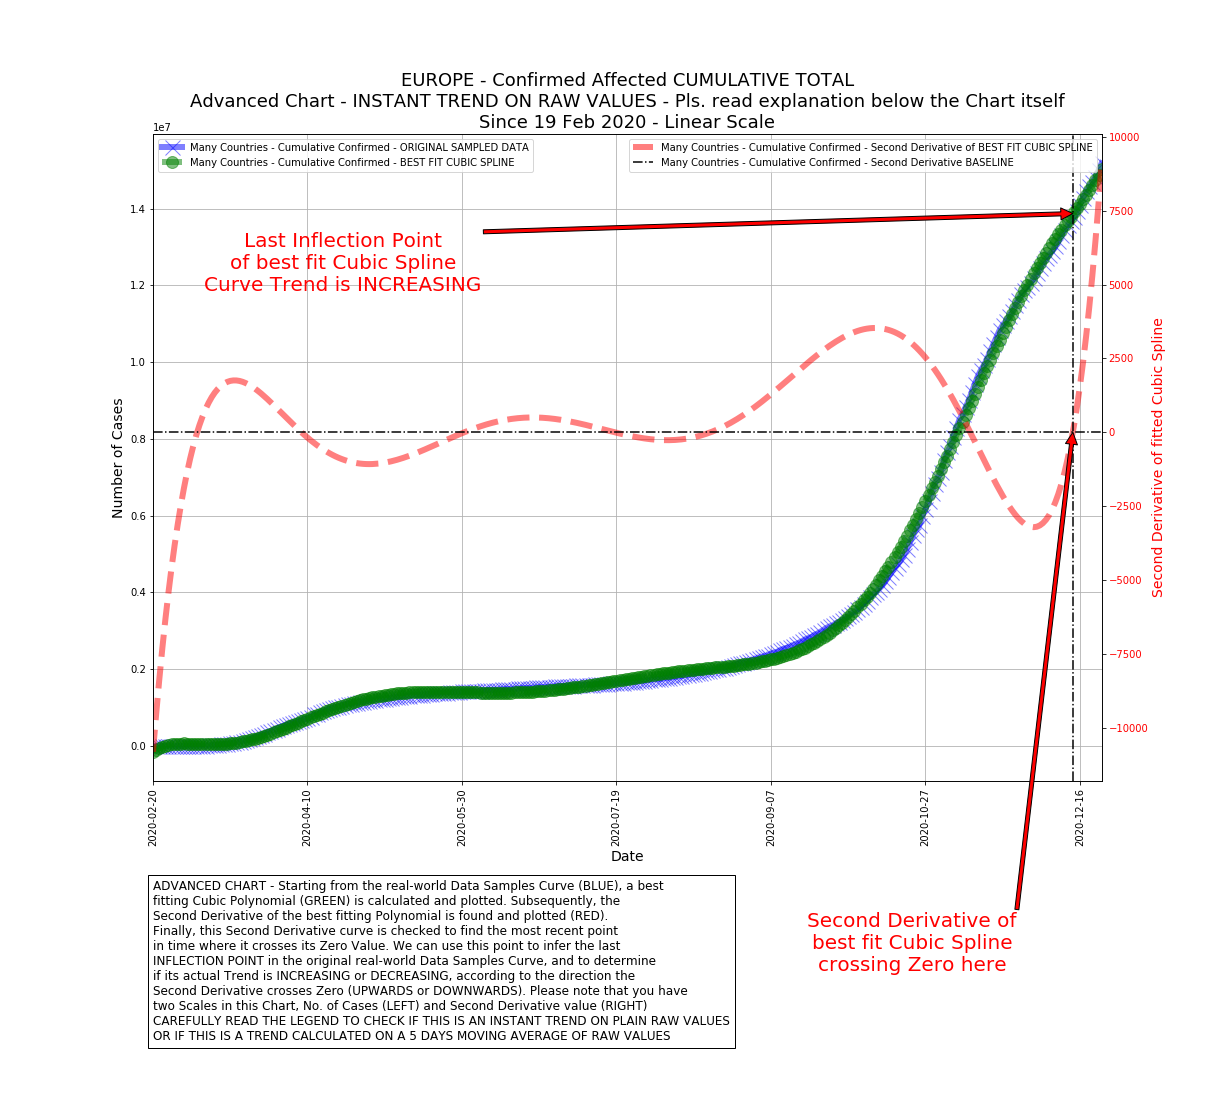 EUROPE - Confirmed Affected CUMULATIVE TOTAL
Advanced Chart - INSTANT TREND ON RAW VALUES - Pls. read explanation below the Chart itself
Since 19 Feb 2020 - Linear Scale
1e7
Many Countries - Cumulative Confirmed - ORIGINAL SAMPLED DATA
Many Countries - Cumulative Confirmed - BEST FIT CUBIC SPLINE
Many Countries - Cumulative Confirmed - Second Derivative of BEST FIT CUBIC SPLINE
Many Countries - Cumulative Confirmed - Second Derivative BASELINE
Last Inflection Point
of best fit Cubic Spline
Curve Trend is INCREASING
Number of Cases
1.4
1.2
1.0
0.8
0.6
0.4
0.2
0.0
10000
7500
5000
2500
0
−2500
−5000
−7500
−10000
Second Derivative of fitted Cubic Spline
2020-02-20
2020-04-10
2020-05-30
2020-07-19
2020-09-07
2020-10-27
2020-12-16
Date
Second Derivative of
best fit Cubic Spline
crossing Zero here
ADVANCED CHART - Starting from the real-world Data Samples Curve (BLUE), a best
fitting Cubic Polynomial (GREEN) is calculated and plotted. Subsequently, the
Second Derivative of the best fitting Polynomial is found and plotted (RED).
Finally, this Second Derivative curve is checked to find the most recent point
in time where it crosses its Zero Value. We can use this point to infer the last
INFLECTION POINT in the original real-world Data Samples Curve, and to determine
if its actual Trend is INCREASING or DECREASING, according to the direction the
Second Derivative crosses Zero (UPWARDS or DOWNWARDS). Please note that you have
two Scales in this Chart, No. of Cases (LEFT) and Second Derivative value (RIGHT)
CAREFULLY READ THE LEGEND TO CHECK IF THIS IS AN INSTANT TREND ON PLAIN RAW VALUES
OR IF THIS IS A TREND CALCULATED ON A 5 DAYS MOVING AVERAGE OF RAW VALUES